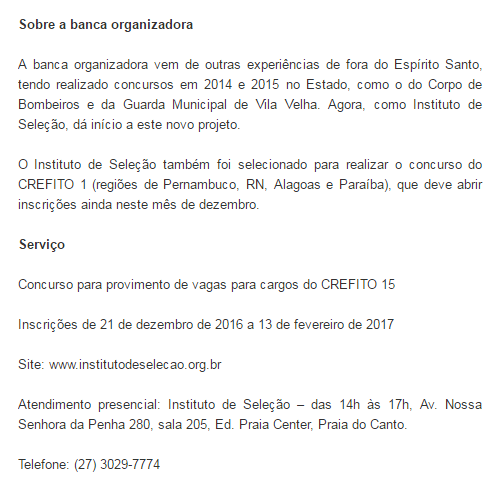 Sobre a banca organizadora
A banca organizadora vem de outras experiências de fora do Espírito Santo,
tendo realizado concursos em 2014 e 2015 no Estado, como o do Corpo de
Bombeiros e da Guarda Municipal de Vila Velha. Agora, como Instituto de
Seleção, dá início a este novo projeto.
O Instituto de Seleção também foi selecionado para realizar o concurso do
CREFITO 1 (regiões de Pernambuco, RN, Alagoas e Paraíba), que deve abrir
inscrições ainda neste mês de dezembro.
Serviço
Concurso para provimento de vagas para cargos do CREFITO 15
Inscrições de 21 de dezembro de 2016 a 13 de fevereiro de 2017
Site: www.institutodeselecao.org.br
Atendimento presencial: Instituto de Seleção – das 14h às 17h, Av. Nossa
Senhora da Penha 280, sala 205, Ed. Praia Center, Praia do Canto.
Telefone: (27) 3029-7774